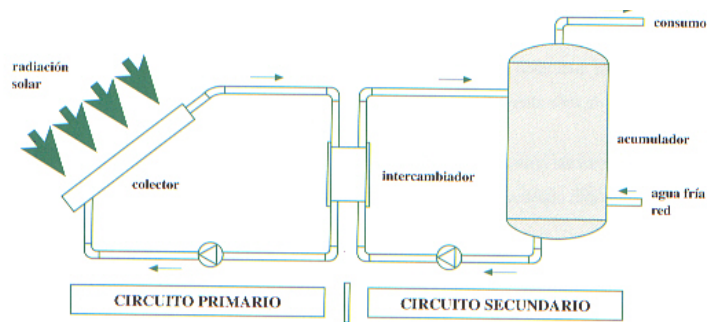 consumo
radiación
solar
acumulador
colector
intercambiador
agua fría
red
CIRCUITO PRIMARIO
CIRCUITO SECUNDARIO